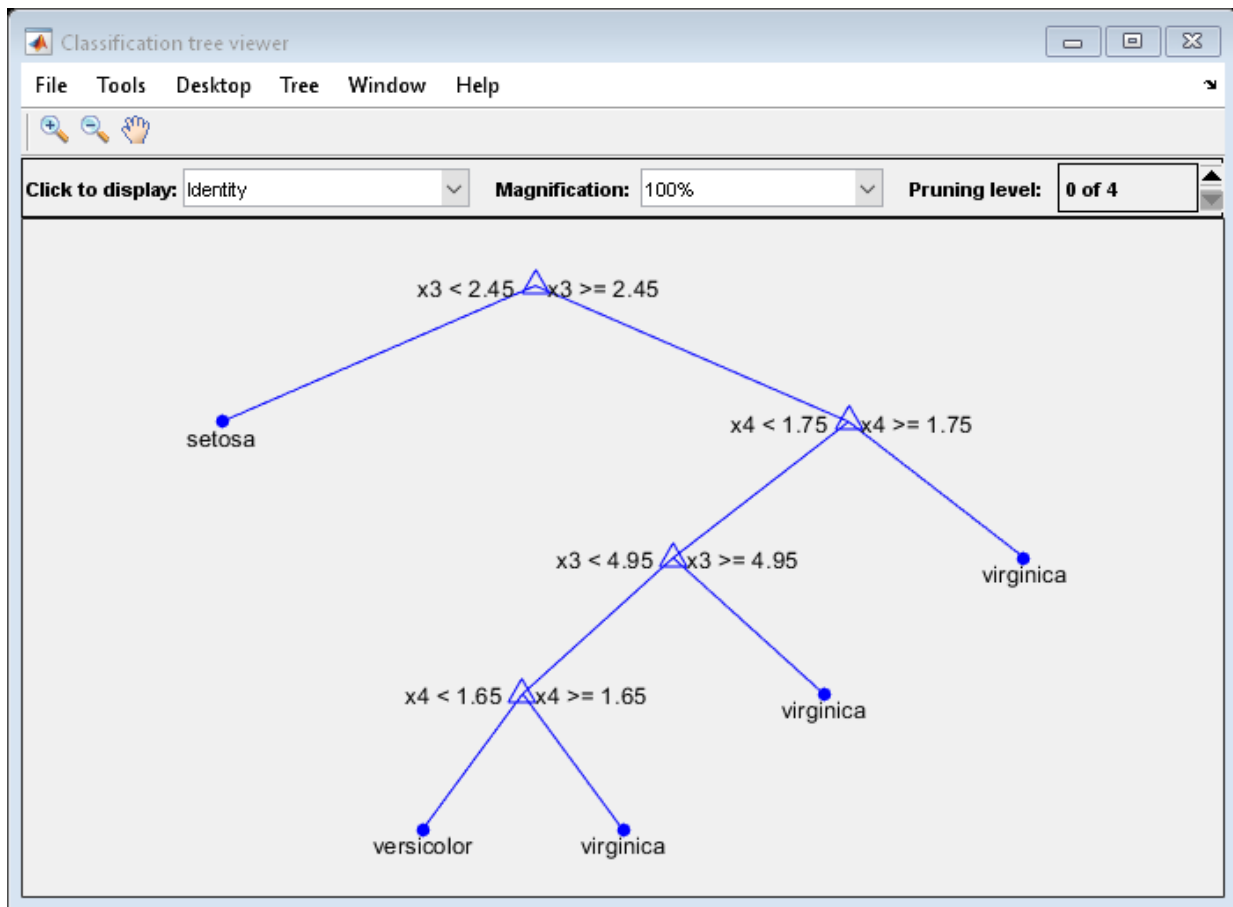 Classification tree viewer
File Tools Desktop Tree Window Help
Click to display: Identity Magnification: 100% Pruning level: 0 of 4
x3 < 2.45 x3 >= 2.45
setosa
x4 < 1.75 x4 >= 1.75
x3 < 4.95 x3 >= 4.95
virginica
x4 < 1.65 x4 >= 1.65
virginica
versicolor
virginica